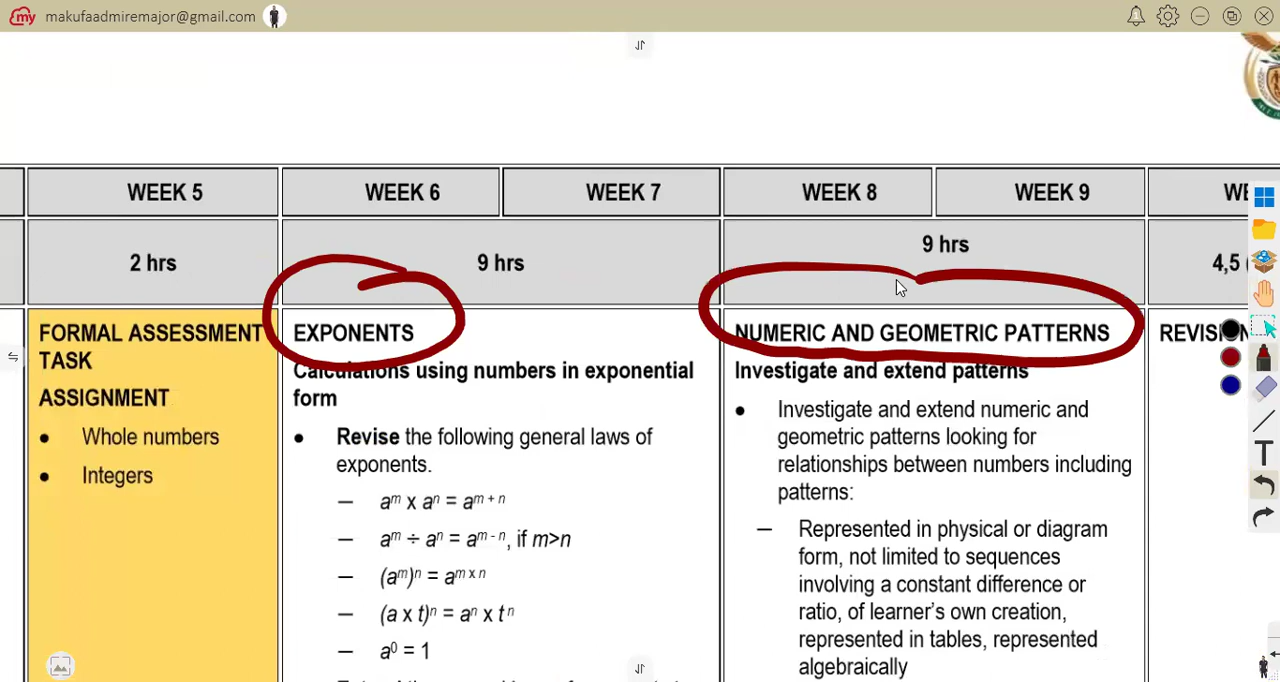 my makufaadmiremajor@gmail.com
WEEK 5
WEEK 6
WEEK 7
WEEK 8
WEEK 9
2 hrs
9 hrs
9 hrs
4,5
FORMAL ASSESSMENT
TASK
ASSIGNMENT
• Whole numbers
• Integers
EXPONENTS
Calculations using numbers in exponential
form
• Revise the following general laws of
exponents.
– aᵐ x aⁿ = aᵐ ⁺ ⁿ
– aᵐ ÷ aⁿ = aᵐ ⁻ ⁿ, if m>n
– (aᵐ)ⁿ = aᵐ ˣ ⁿ
– (a x t)ⁿ = aⁿ x tⁿ
– a⁰ = 1
NUMERIC AND GEOMETRIC PATTERNS
Investigate and extend patterns
• Investigate and extend numeric and
geometric patterns looking for
relationships between numbers including
patterns:
– Represented in physical or diagram
form, not limited to sequences
involving a constant difference or
ratio, of learner's own creation,
represented in tables, represented
algebraically